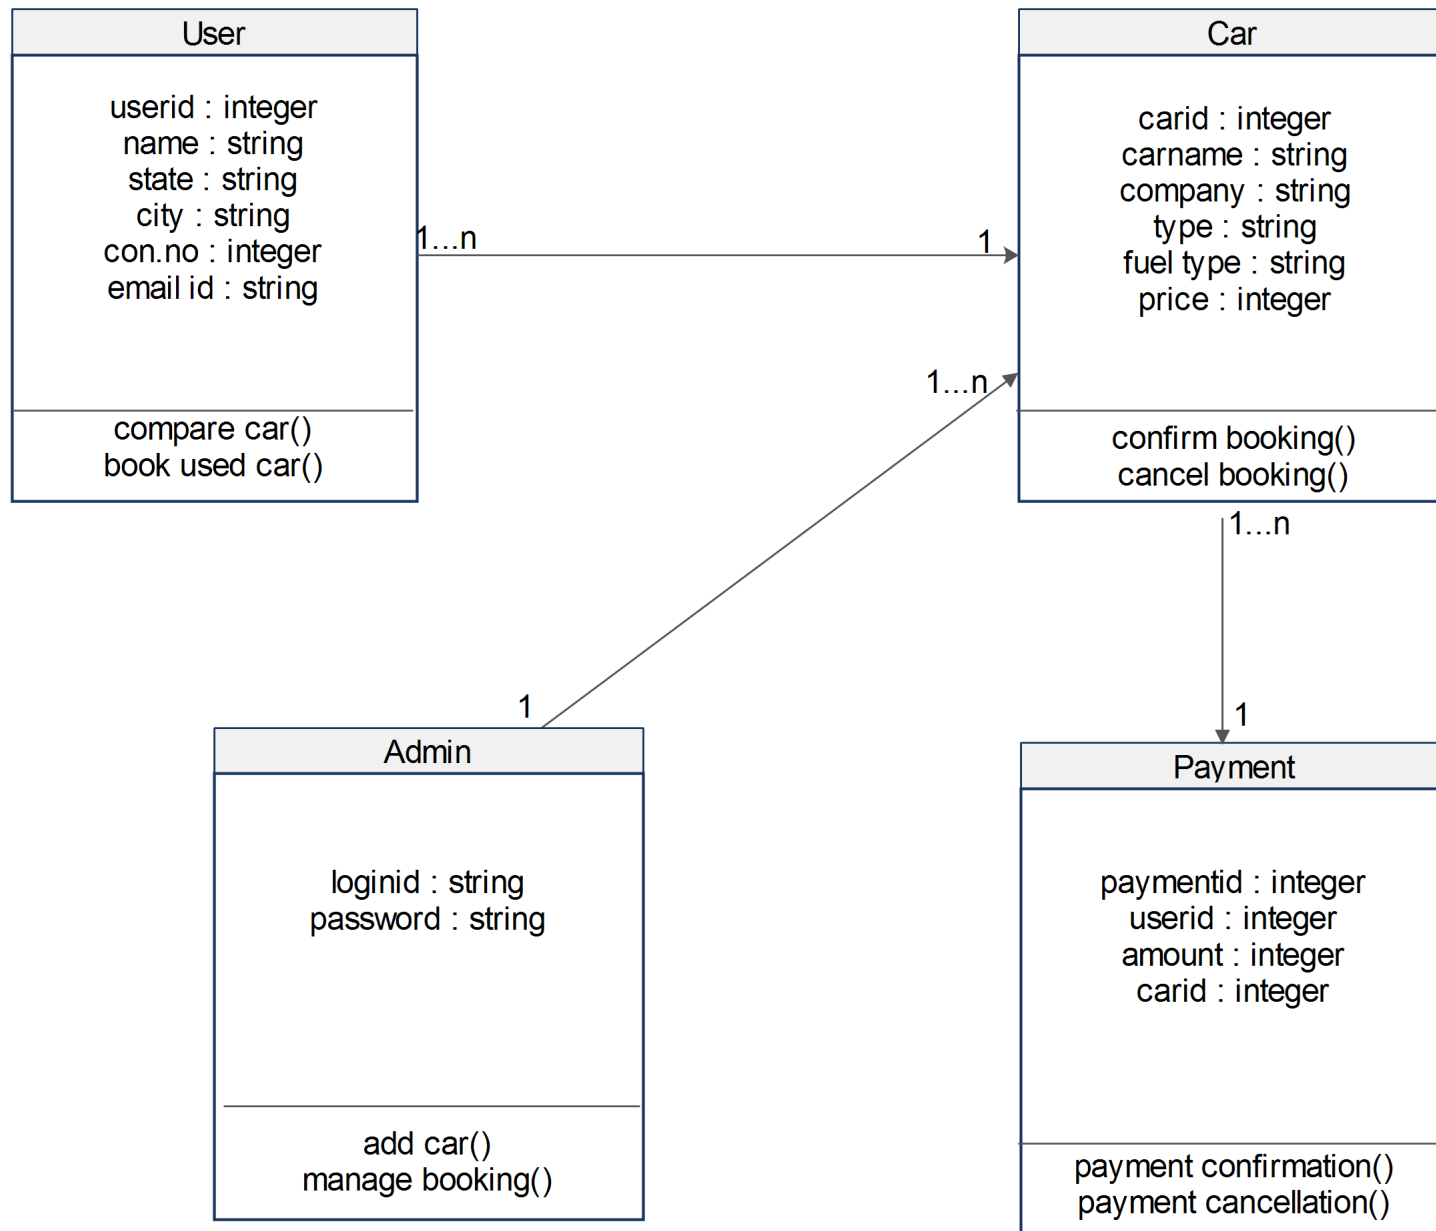 User
userid : integer
name : string
state : string
city : string
con.no : integer
email id : string
compare car()
book used car()
1...n
1
Car
carid : integer
carname : string
company : string
type : string
fuel type : string
price : integer
confirm booking()
cancel booking()
1...n
1
1...n
1
Admin
loginid : string
password : string
add car()
manage booking()
Payment
paymentid : integer
userid : integer
amount : integer
carid : integer
payment confirmation()
payment cancellation()